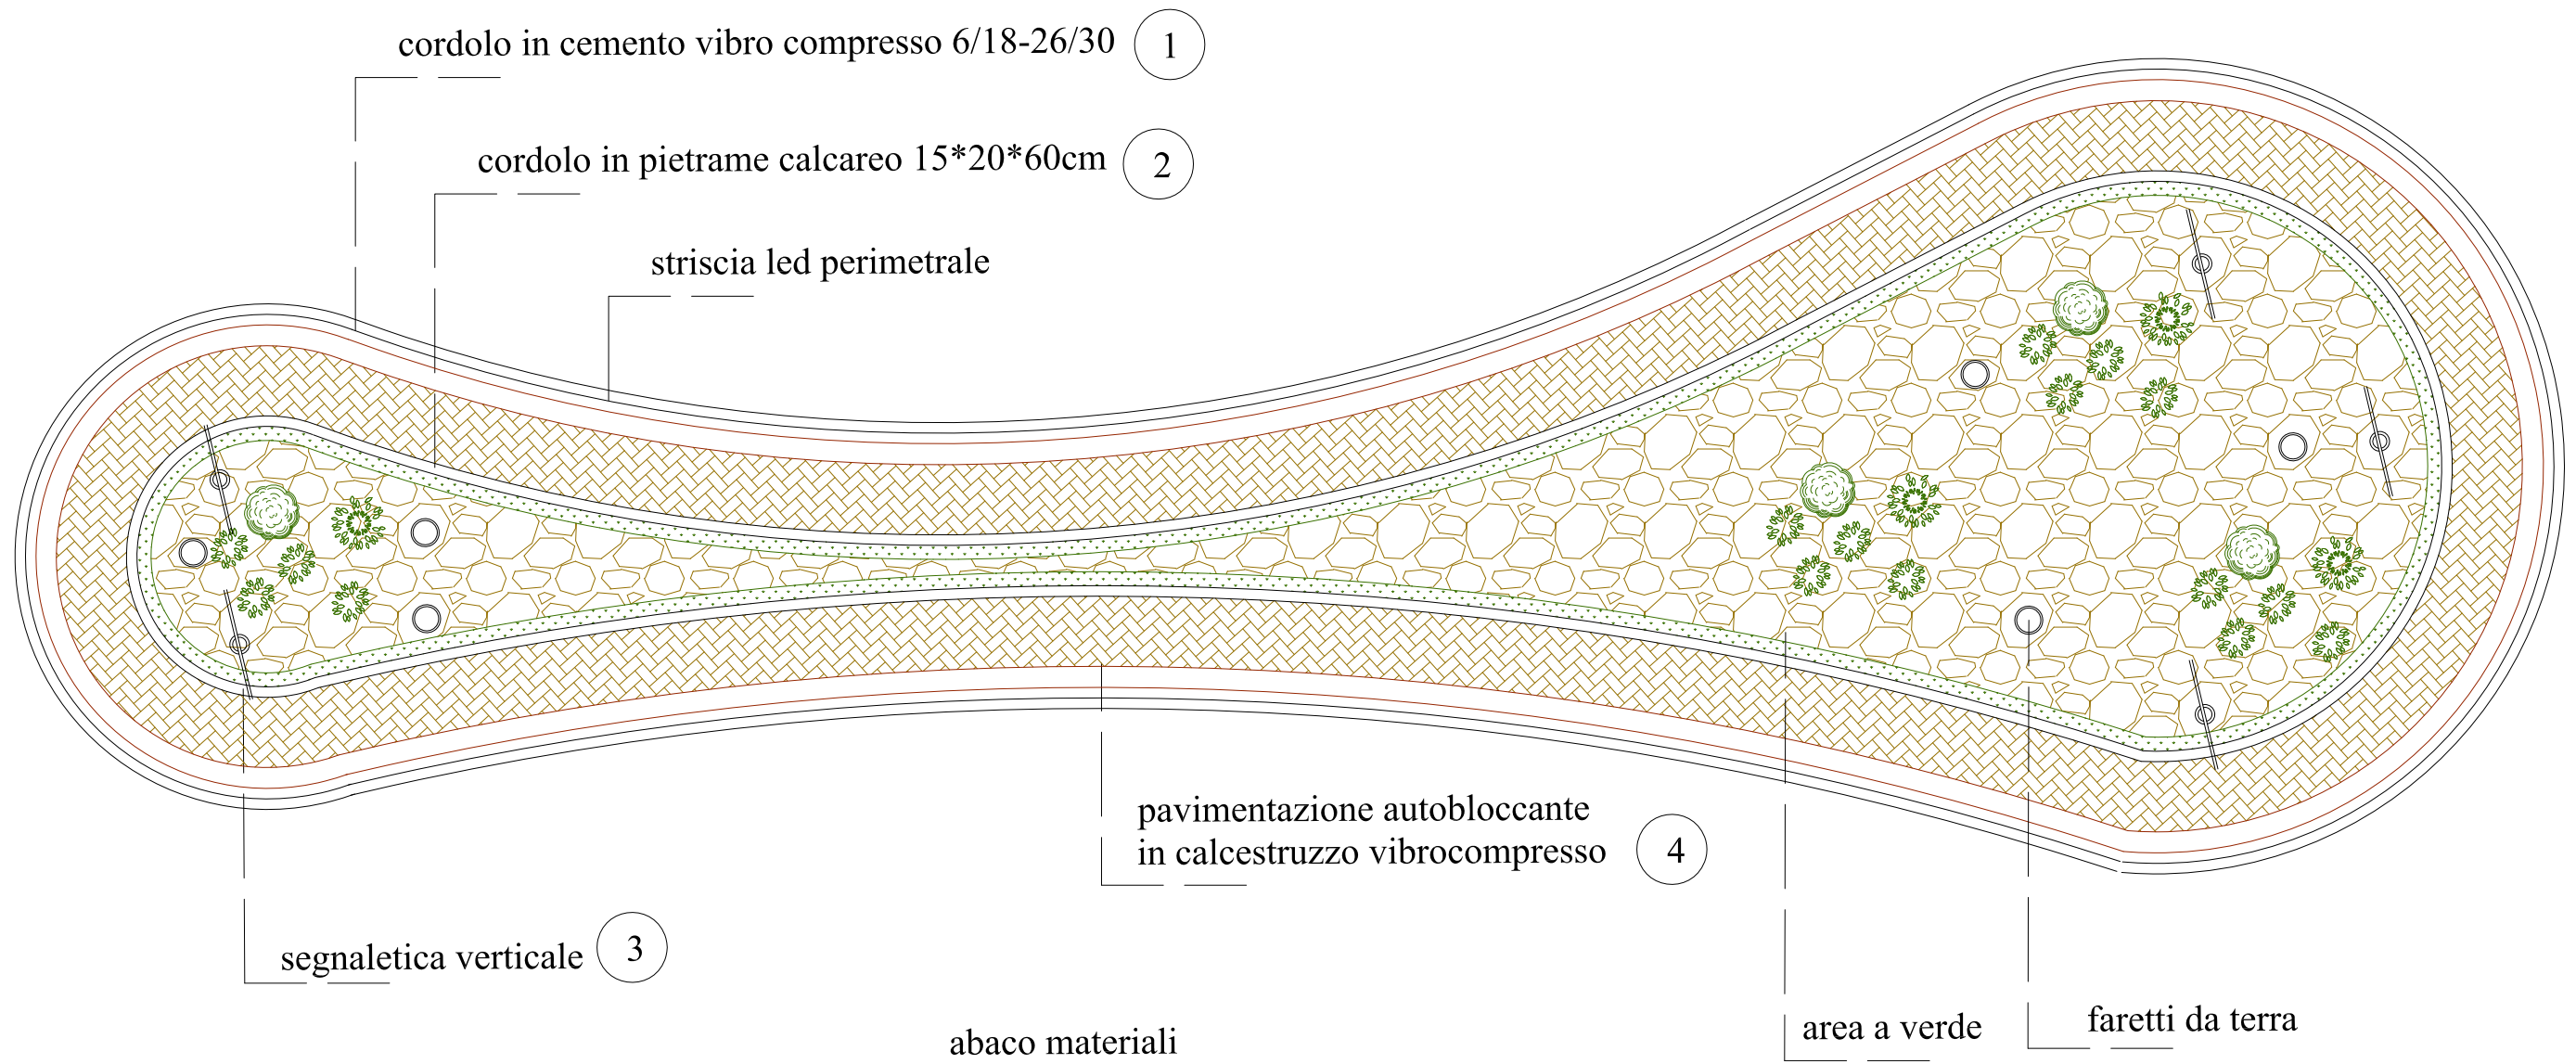 cordolo in cemento vibro compresso 6/18-26/30 1
cordolo in pietrame calcareo 15*20*60cm 2
striscia led perimetrale
pavimentazione autobloccante
in calcestruzzo vibrocompresso 4
segnaletica verticale 3
area a verde
faretti da terra
abaco materiali